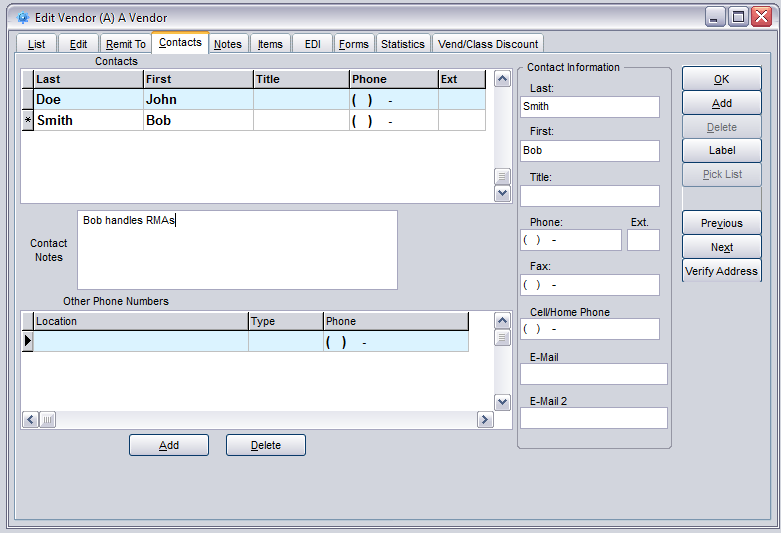 Edit Vendor (A) A Vendor
List Edit Remit To Contacts Notes Items EDI Forms Statistics Vend/Class Discount
Contacts
Last First Title Phone Ext
Doe John ( ) -
* Smith Bob ( ) -
Contact Notes
Bob handles RMAs
Other Phone Numbers
Location Type Phone
( ) -
Add Delete
Contact Information
Last:
Smith
First:
Bob
Title:
Phone: Ext.
( ) -
Fax:
( ) -
Cell/Home Phone
( ) -
E-Mail
E-Mail 2
OK
Add
Delete
Label
Pick List
Previous
Next
Verify Address